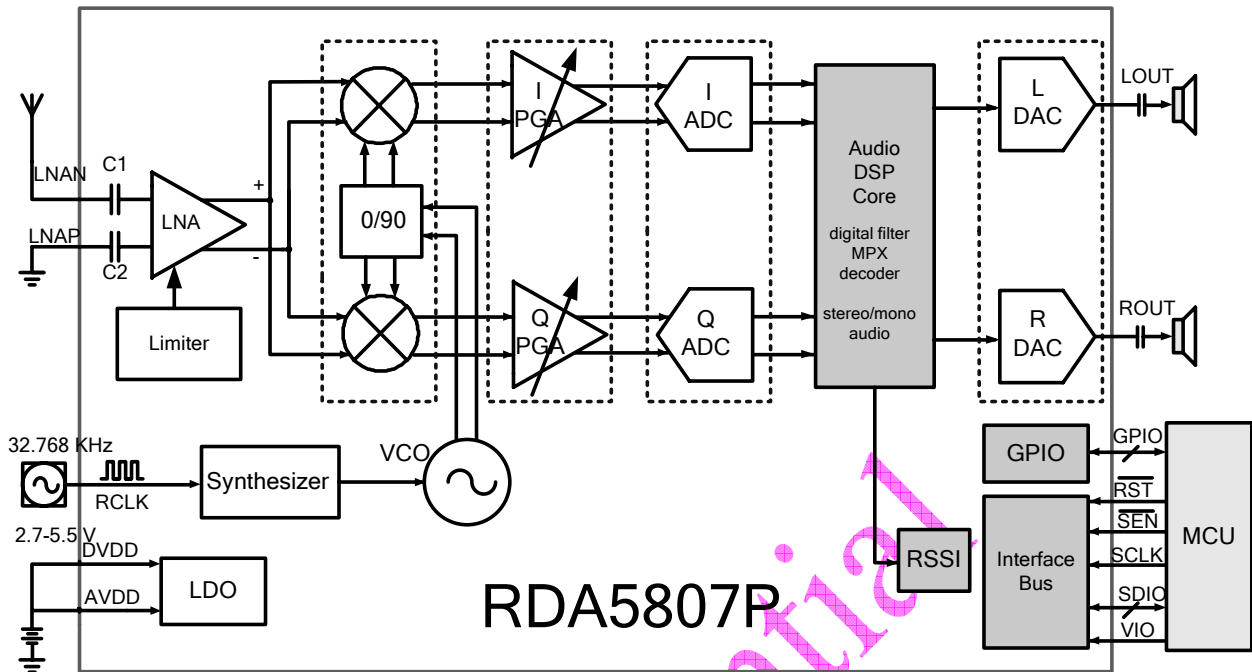 LNAN
C1
LNAP
C2
LNA
+
-
Limiter
0/90
I
PGA
Q
PGA
I
ADC
Q
ADC
Audio
DSP
Core
digital filter
MPX
decoder
stereo/mono
audio
L
DAC
R
DAC
LOUT
ROUT
32.768 KHz
RCLK
Synthesizer
VCO
2.7-5.5 V
DVDD
AVDD
LDO
RDA5807P
RSSI
GPIO
Interface
Bus
GPIO
RST
SEN
SCLK
SDIO
VIO
MCU
ntial